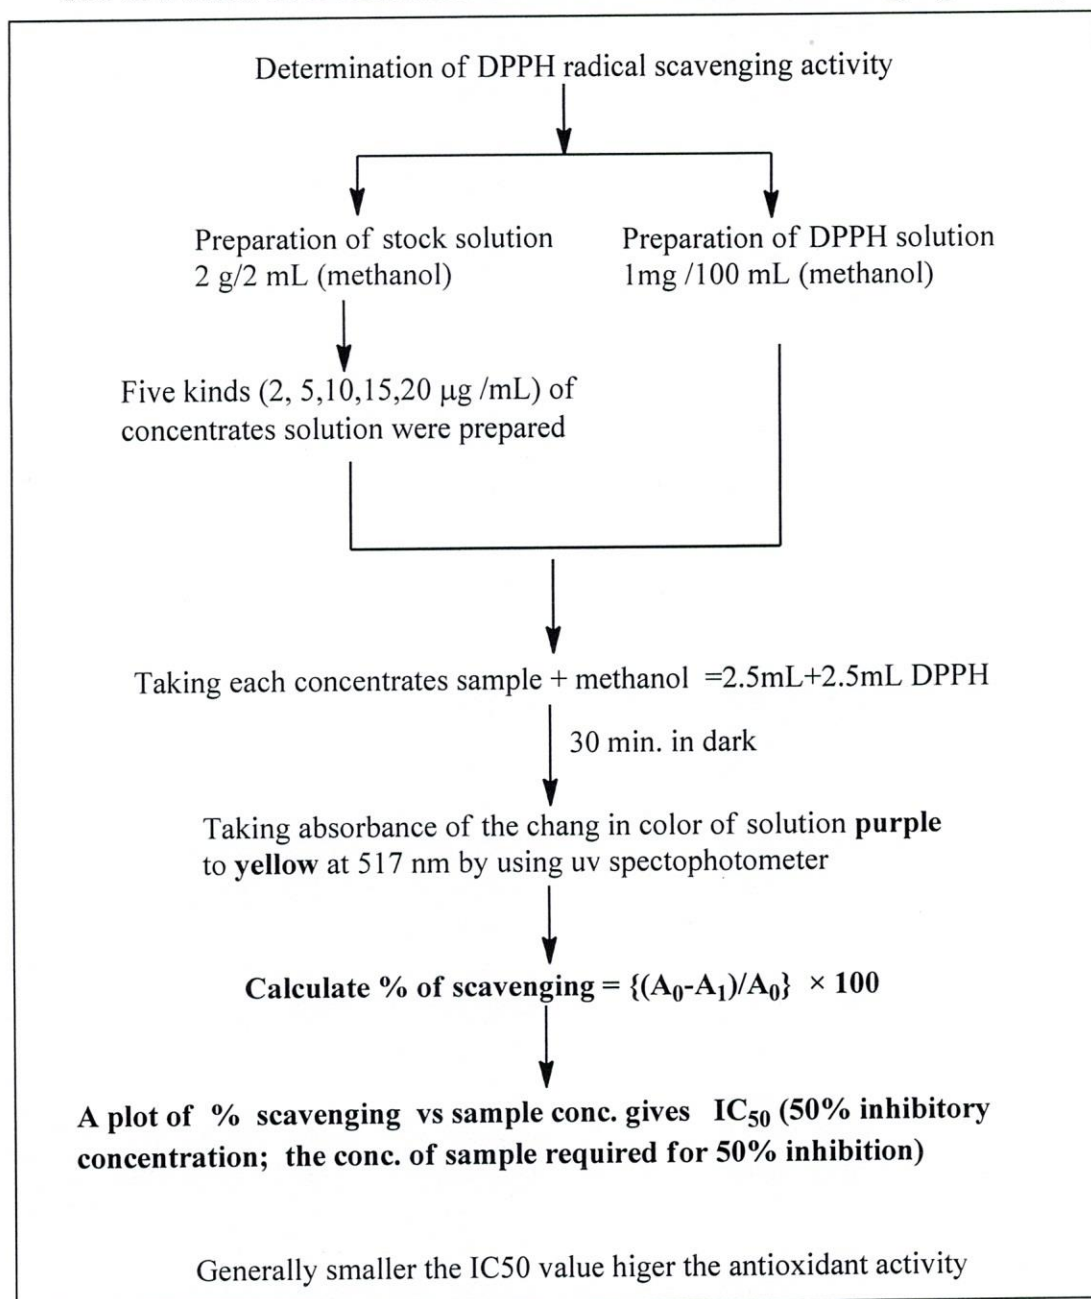 Determination of DPPH radical scavenging activity
Preparation of stock solution
2 g/2 mL (methanol)
Preparation of DPPH solution
1mg /100 mL (methanol)
Five kinds (2, 5,10,15,20 µg /mL) of
concentrates solution were prepared
Taking each concentrates sample + methanol =2.5mL+2.5mL DPPH
30 min. in dark
Taking absorbance of the chang in color of solution purple
to yellow at 517 nm by using uv spectophotometer
Calculate % of scavenging = {(A₀-A₁)/A₀} × 100
A plot of % scavenging vs sample conc. gives IC₅₀ (50% inhibitory
concentration; the conc. of sample required for 50% inhibition)
Generally smaller the IC50 value higer the antioxidant activity